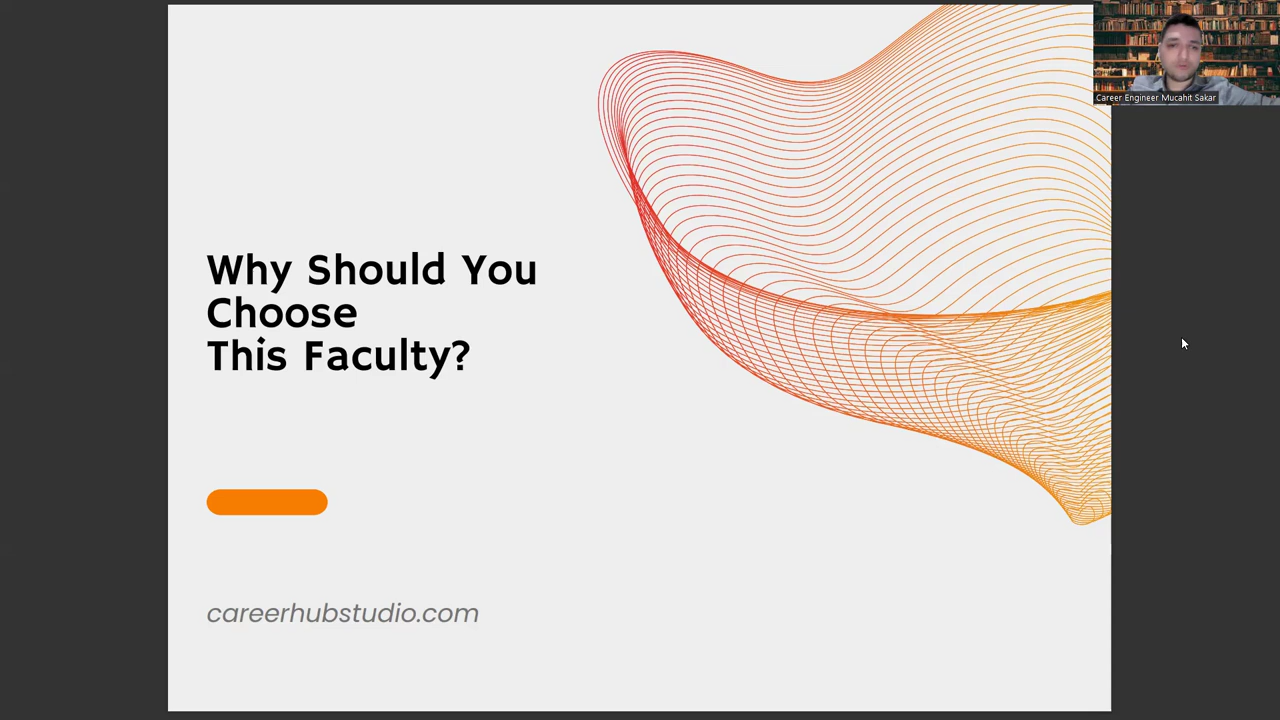 Career Engineer Mucahit Sakar
Why Should You
Choose
This Faculty?
careerhubstudio.com